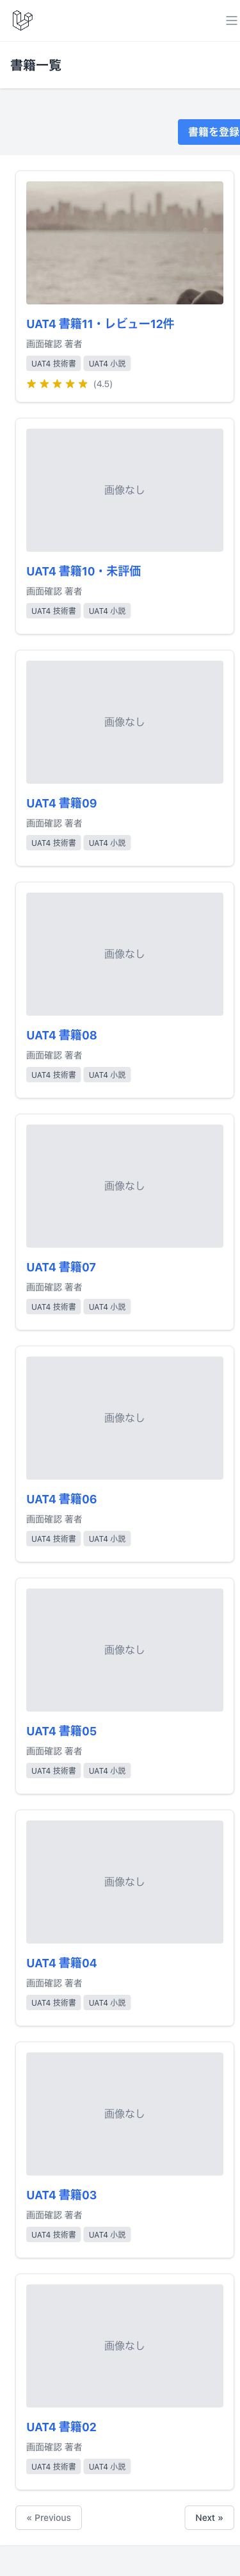 書籍一覧
書籍を登録
UAT4 書籍11・レビュー12件
画面確認 著者
UAT4 技術書 UAT4 小説
★★★★★ (4.5)
画像なし
UAT4 書籍10・未評価
画面確認 著者
UAT4 技術書 UAT4 小説
画像なし
UAT4 書籍09
画面確認 著者
UAT4 技術書 UAT4 小説
画像なし
UAT4 書籍08
画面確認 著者
UAT4 技術書 UAT4 小説
画像なし
UAT4 書籍07
画面確認 著者
UAT4 技術書 UAT4 小説
画像なし
UAT4 書籍06
画面確認 著者
UAT4 技術書 UAT4 小説
画像なし
UAT4 書籍05
画面確認 著者
UAT4 技術書 UAT4 小説
画像なし
UAT4 書籍04
画面確認 著者
UAT4 技術書 UAT4 小説
画像なし
UAT4 書籍03
画面確認 著者
UAT4 技術書 UAT4 小説
画像なし
UAT4 書籍02
画面確認 著者
UAT4 技術書 UAT4 小説
« Previous Next »